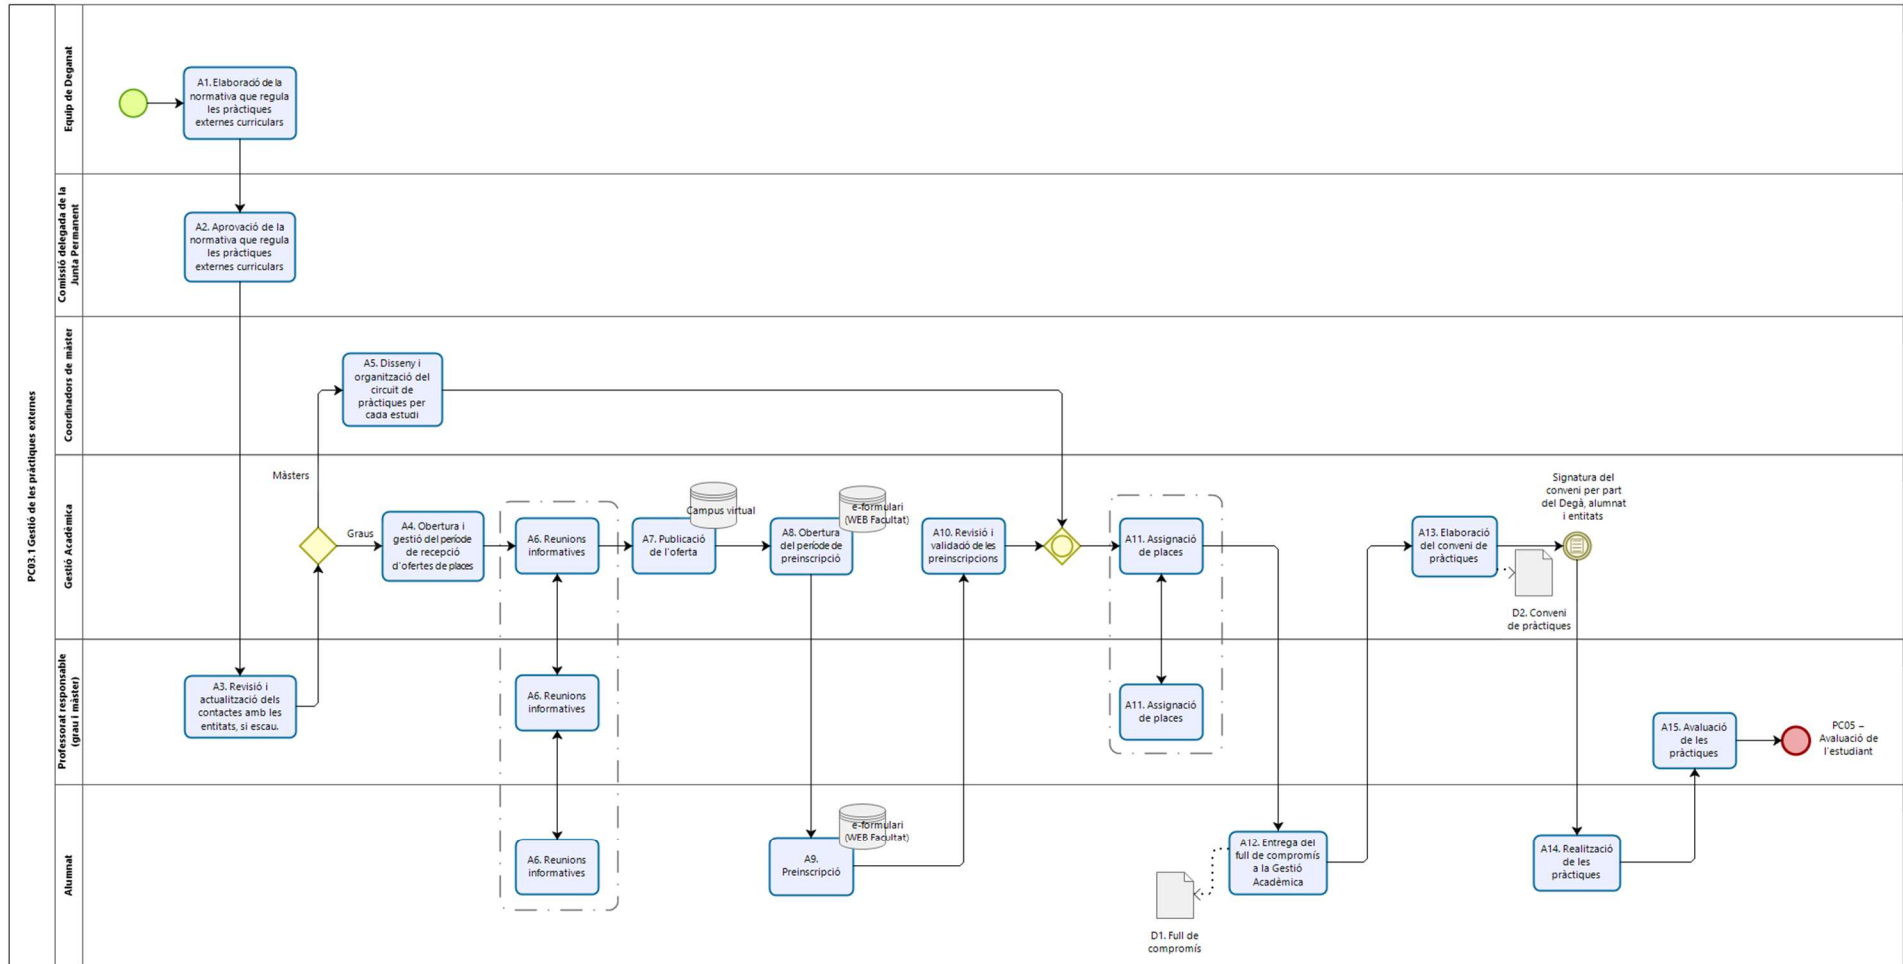 PC03.1 Gestió de les pràctiques externes
Equip de Deganat
A1. Elaboració de la
normativa que regula
les pràctiques
externes curriculars
Comissió delegada de la
Junta Permanent
A2. Aprovació de la
normativa que regula
les pràctiques
externes curriculars
Coordinadors de màster
A5. Disseny i
organització del
circuit de
pràctiques per
cada estudi
Gestió Acadèmica
Màsters
Graus
A4. Obertura i
gestió del període
de recepció
d'ofertes de places
A6. Reunions
informatives
Campus virtual
A7. Publicació
de l'oferta
e-formulari
(WEB Facultat)
A8. Obertura
del període de
preinscripció
A10. Revisió i
validació de les
preinscripcions
A11. Assignació
de places
A13. Elaboració
del conveni de
pràctiques
D2. Conveni
de pràctiques
Signatura del
conveni per part
del Degà, alumnat
i entitats
Professorat responsable
(grau i màster)
A3. Revisió i
actualització dels
contactes amb les
entitats, si escau.
A6. Reunions
informatives
A11. Assignació
de places
A15. Avaluació
de les
pràctiques
PC05 –
Avaluació de
l'estudiant
Alumnat
A6. Reunions
informatives
e-formulari
(WEB Facultat)
A9.
Preinscripció
A12. Entrega del
full de compromís
a la Gestió
Acadèmica
D1. Full de
compromís
A14. Realització
de les
pràctiques